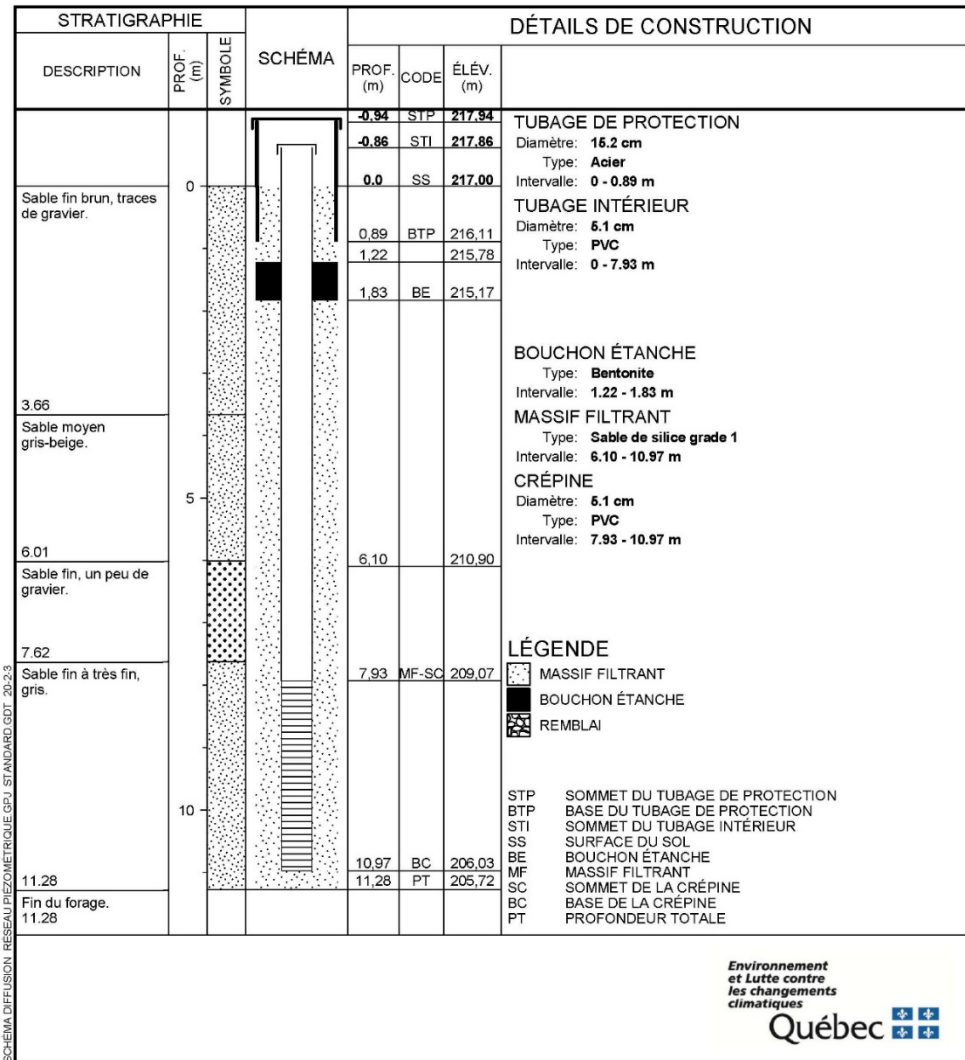 STRATIGRAPHIE
DESCRIPTION
PROF. (m)
SYMBOLE
SCHÉMA
DÉTAILS DE CONSTRUCTION
PROF. (m)
CODE
ÉLÉV. (m)
-0.94 STP 217.94
-0.86 STI 217.86
0.0 SS 217.00
0,89 BTP 216,11
1,22 215,78
1,83 BE 215,17
6,10 210,90
7,93 MF-SC 209,07
10,97 BC 206,03
11,28 PT 205,72
0
5
10
Sable fin brun, traces
de gravier.
3.66
Sable moyen
gris-beige.
6.01
Sable fin, un peu de
gravier.
7.62
Sable fin à très fin,
gris.
11.28
Fin du forage.
11.28
TUBAGE DE PROTECTION
Diamètre: 15.2 cm
Type: Acier
Intervalle: 0 - 0.89 m
TUBAGE INTÉRIEUR
Diamètre: 5.1 cm
Type: PVC
Intervalle: 0 - 7.93 m
BOUCHON ÉTANCHE
Type: Bentonite
Intervalle: 1.22 - 1.83 m
MASSIF FILTRANT
Type: Sable de silice grade 1
Intervalle: 6.10 - 10.97 m
CRÉPINE
Diamètre: 5.1 cm
Type: PVC
Intervalle: 7.93 - 10.97 m
LÉGENDE
MASSIF FILTRANT
BOUCHON ÉTANCHE
REMBLAI
STP SOMMET DU TUBAGE DE PROTECTION
BTP BASE DU TUBAGE DE PROTECTION
STI SOMMET DU TUBAGE INTÉRIEUR
SS SURFACE DU SOL
BE BOUCHON ÉTANCHE
MF MASSIF FILTRANT
SC SOMMET DE LA CRÉPINE
BC BASE DE LA CRÉPINE
PT PROFONDEUR TOTALE
SCHÉMA DIFFUSION RÉSEAU PIÉZOMÉTRIQUE.GPJ STANDARD.GDT 20-2-3
Environnement
et Lutte contre
les changements
climatiques
Québec